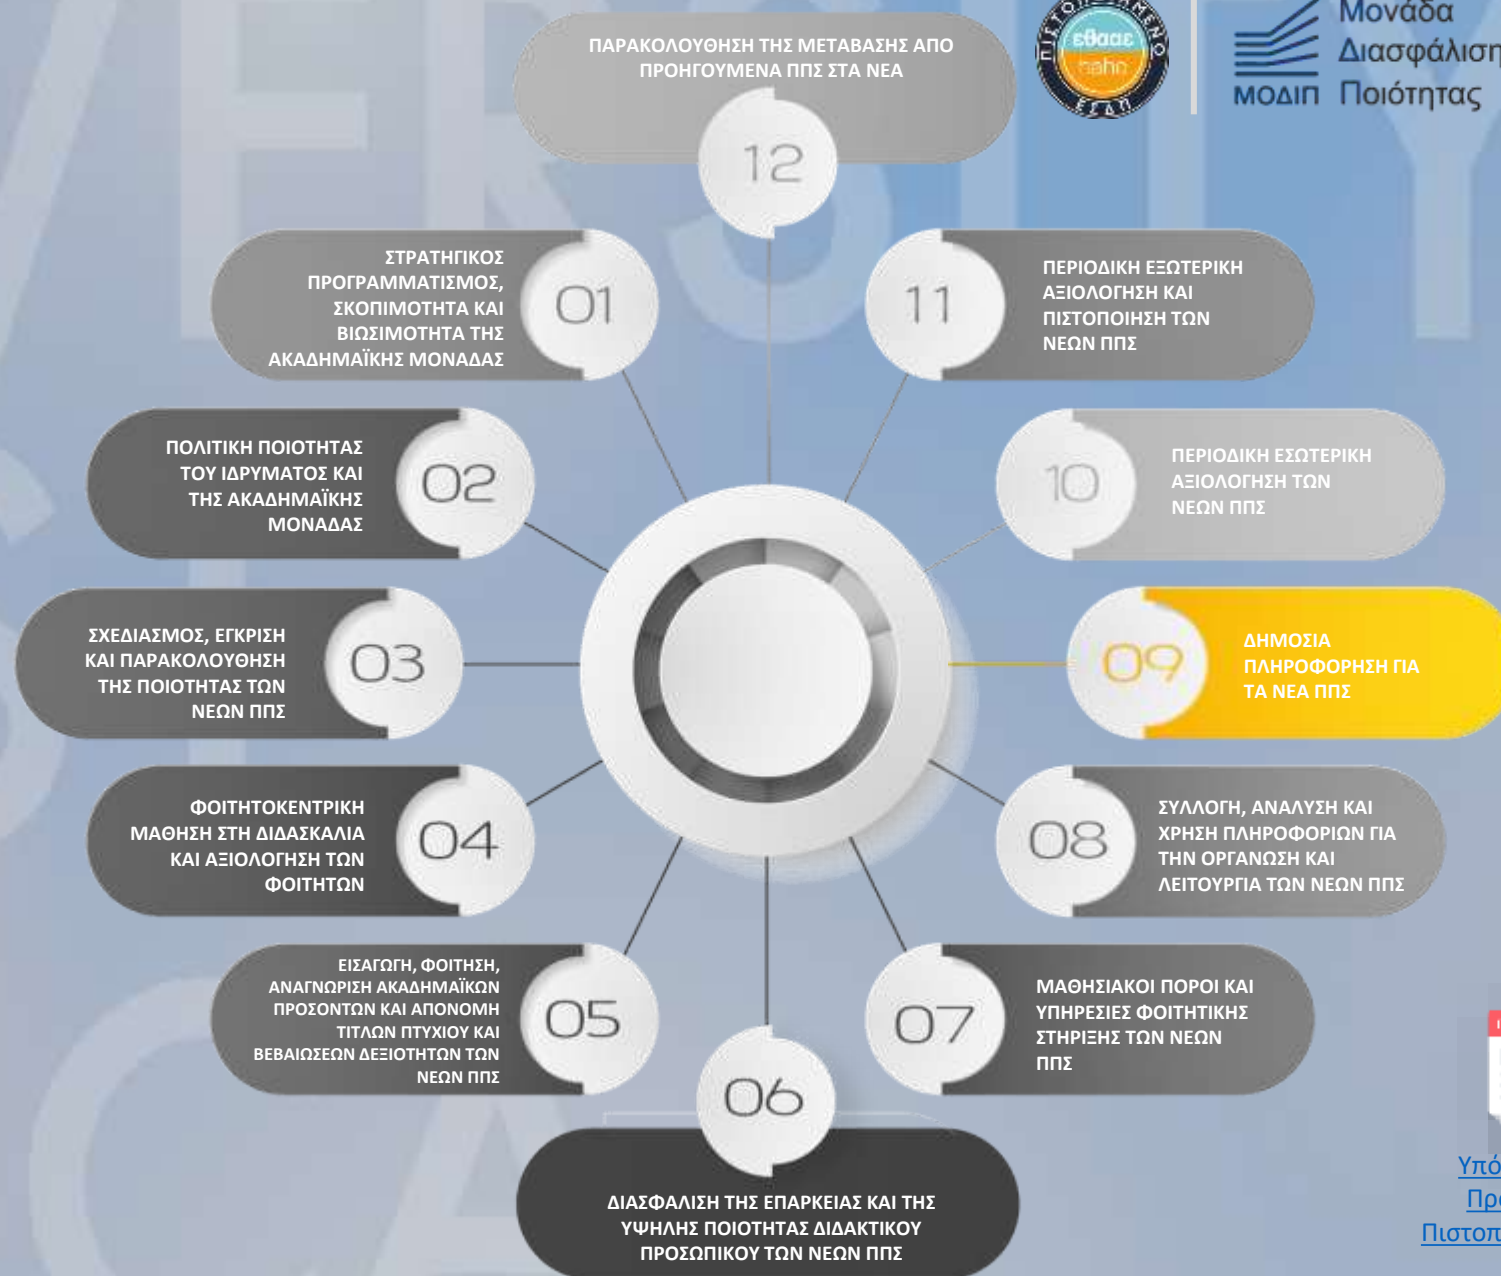 ΠΑΡΑΚΟΛΟΥΘΗΣΗ ΤΗΣ ΜΕΤΑΒΑΣΗΣ ΑΠΟ
ΠΡΟΗΓΟΥΜΕΝΑ ΠΠΣ ΣΤΑ ΝΕΑ
12
εθααε
nahe
ΕΣΔΠ
ΜΟΔΙΠ
Μονάδα
Διασφάλιση
Ποιότητας
ΣΤΡΑΤΗΓΙΚΟΣ
ΠΡΟΓΡΑΜΜΑΤΙΣΜΟΣ,
ΣΚΟΠΙΜΟΤΗΤΑ ΚΑΙ
ΒΙΩΣΙΜΟΤΗΤΑ ΤΗΣ
ΑΚΑΔΗΜΑΪΚΗΣ ΜΟΝΑΔΑΣ
01
11
ΠΕΡΙΟΔΙΚΗ ΕΞΩΤΕΡΙΚΗ
ΑΞΙΟΛΟΓΗΣΗ ΚΑΙ
ΠΙΣΤΟΠΟΙΗΣΗ ΤΩΝ
ΝΕΩΝ ΠΠΣ
ΠΟΛΙΤΙΚΗ ΠΟΙΟΤΗΤΑΣ
ΤΟΥ ΙΔΡΥΜΑΤΟΣ ΚΑΙ
ΤΗΣ ΑΚΑΔΗΜΑΪΚΗΣ
ΜΟΝΑΔΑΣ
02
10
ΠΕΡΙΟΔΙΚΗ ΕΣΩΤΕΡΙΚΗ
ΑΞΙΟΛΟΓΗΣΗ ΤΩΝ
ΝΕΩΝ ΠΠΣ
ΣΧΕΔΙΑΣΜΟΣ, ΕΓΚΡΙΣΗ
ΚΑΙ ΠΑΡΑΚΟΛΟΥΘΗΣΗ
ΤΗΣ ΠΟΙΟΤΗΤΑΣ ΤΩΝ
ΝΕΩΝ ΠΠΣ
03
09
ΔΗΜΟΣΙΑ
ΠΛΗΡΟΦΟΡΗΣΗ ΓΙΑ
ΤΑ ΝΕΑ ΠΠΣ
ΦΟΙΤΗΤΟΚΕΝΤΡΙΚΗ
ΜΑΘΗΣΗ ΣΤΗ ΔΙΔΑΣΚΑΛΙΑ
ΚΑΙ ΑΞΙΟΛΟΓΗΣΗ ΤΩΝ
ΦΟΙΤΗΤΩΝ
04
08
ΣΥΛΛΟΓΗ, ΑΝΑΛΥΣΗ ΚΑΙ
ΧΡΗΣΗ ΠΛΗΡΟΦΟΡΙΩΝ ΓΙΑ
ΤΗΝ ΟΡΓΑΝΩΣΗ ΚΑΙ
ΛΕΙΤΟΥΡΓΙΑ ΤΩΝ ΝΕΩΝ ΠΠΣ
ΕΙΣΑΓΩΓΗ, ΦΟΙΤΗΣΗ,
ΑΝΑΓΝΩΡΙΣΗ ΑΚΑΔΗΜΑΪΚΩΝ
ΠΡΟΣΟΝΤΩΝ ΚΑΙ ΑΠΟΝΟΜΗ
ΤΙΤΛΩΝ ΠΤΥΧΙΟΥ ΚΑΙ
ΒΕΒΑΙΩΣΕΩΝ ΔΕΞΙΟΤΗΤΩΝ ΤΩΝ
ΝΕΩΝ ΠΠΣ
05
07
ΜΑΘΗΣΙΑΚΟΙ ΠΟΡΟΙ ΚΑΙ
ΥΠΗΡΕΣΙΕΣ ΦΟΙΤΗΤΙΚΗΣ
ΣΤΗΡΙΞΗΣ ΤΩΝ ΝΕΩΝ
ΠΠΣ
06
ΔΙΑΣΦΑΛΙΣΗ ΤΗΣ ΕΠΑΡΚΕΙΑΣ ΚΑΙ ΤΗΣ
ΥΨΗΛΗΣ ΠΟΙΟΤΗΤΑΣ ΔΙΔΑΚΤΙΚΟΥ
ΠΡΟΣΩΠΙΚΟΥ ΤΩΝ ΝΕΩΝ ΠΠΣ
Υπό
Πρ
Πιστοπ